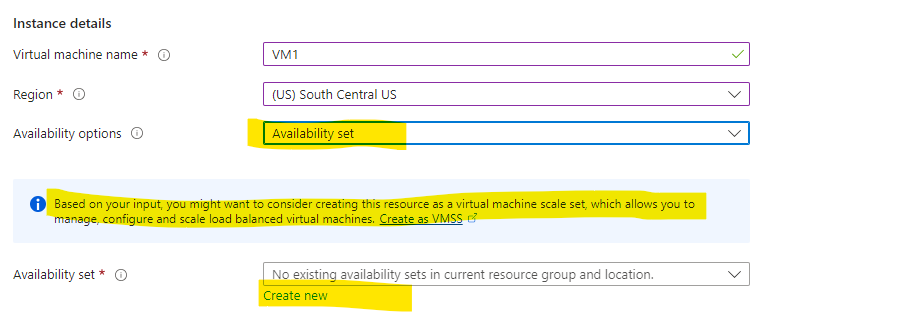 Instance details
Virtual machine name *
VM1
Region *
(US) South Central US
Availability options
Availability set
Based on your input, you might want to consider creating this resource as a virtual machine scale set, which allows you to
manage, configure and scale load balanced virtual machines. Create as VMSS
Availability set *
No existing availability sets in current resource group and location.
Create new